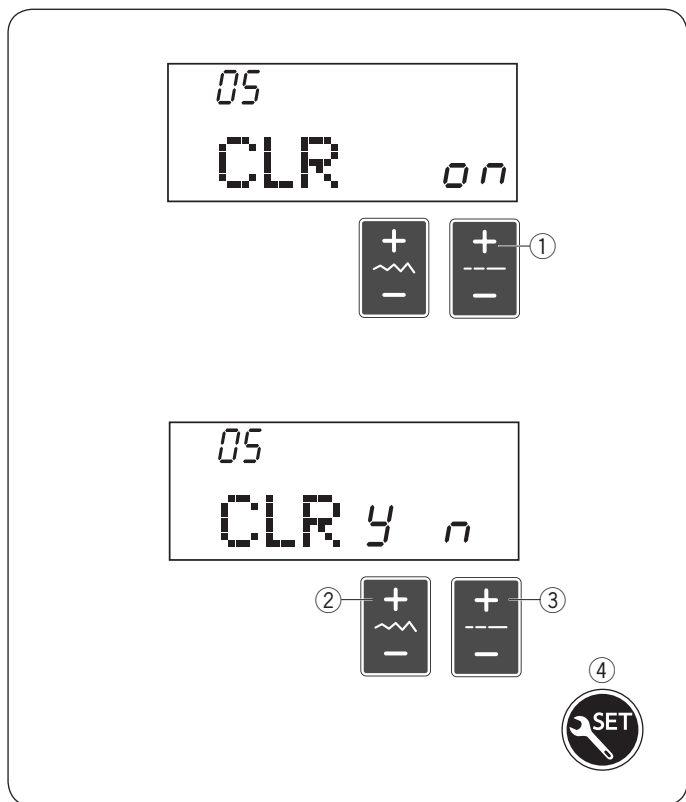 05
CLR on
+ +
− −
①
05
CLR y n
② + + ③
− −
④
SET